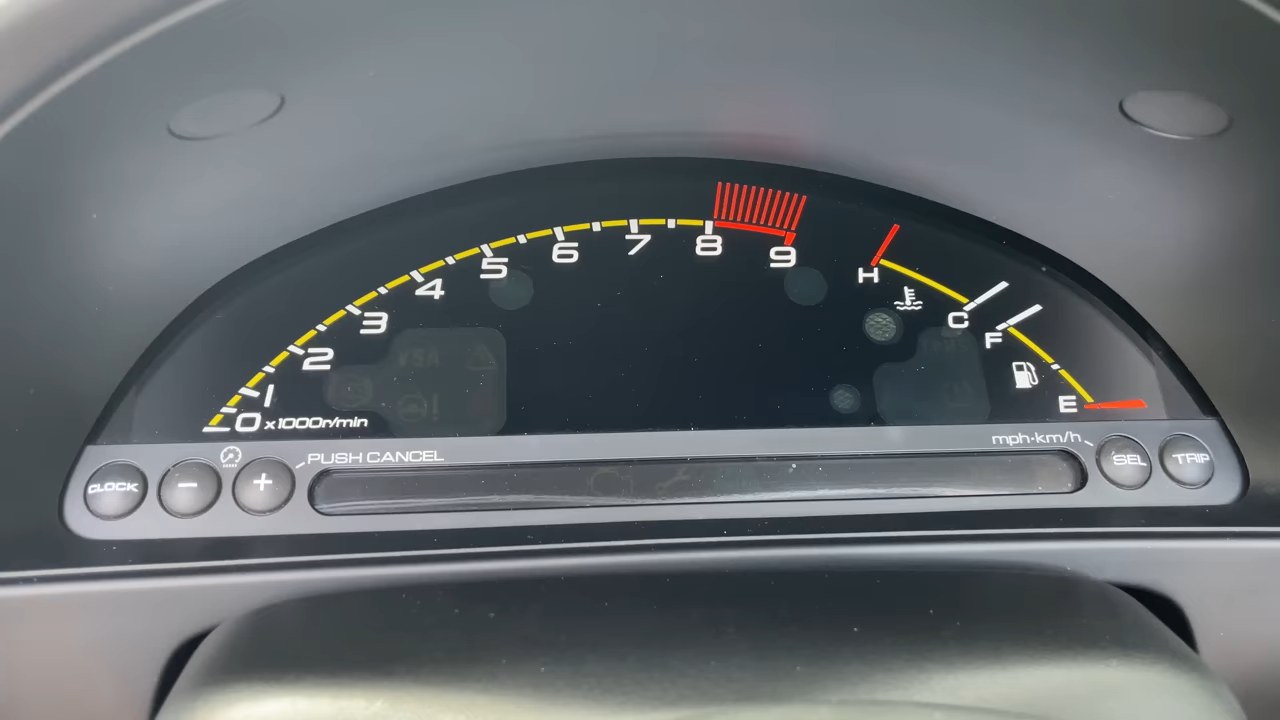 0 1 2 3 4 5 6 7 8 9
x1000r/min
H C
F E
PUSH CANCEL
mph·km/h
CLOCK − + SEL TRIP
VSA